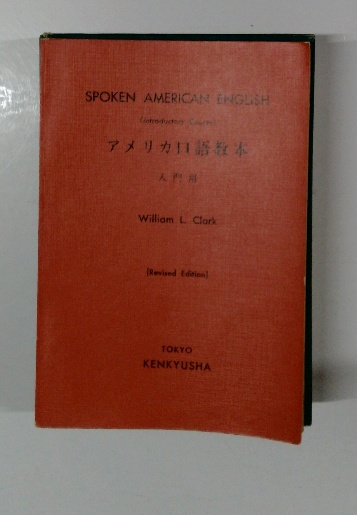 SPOKEN AMERICAN ENGLISH
(Introductory Course)
アメリカ口語教本
入門用
William L. Clark
(Revised Edition)
TOKYO
KENKYUSHA